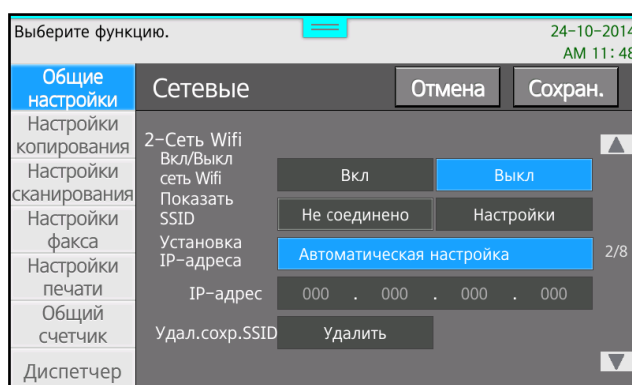 Выберите функцию.
24-10-2014
AM 11:48
Общие
настройки
Настройки
копирования
Настройки
сканирования
Настройки
факса
Настройки
печати
Общий
счетчик
Диспетчер
Сетевые
Отмена
Сохран.
2-Сеть Wifi
Вкл/Выкл
сеть Wifi
Вкл
Выкл
Показать
SSID
Не соединено
Настройки
Установка
IP-адреса
Автоматическая настройка
2/8
IP-адрес
000 . 000 . 000 . 000
Удал.сохр.SSID
Удалить